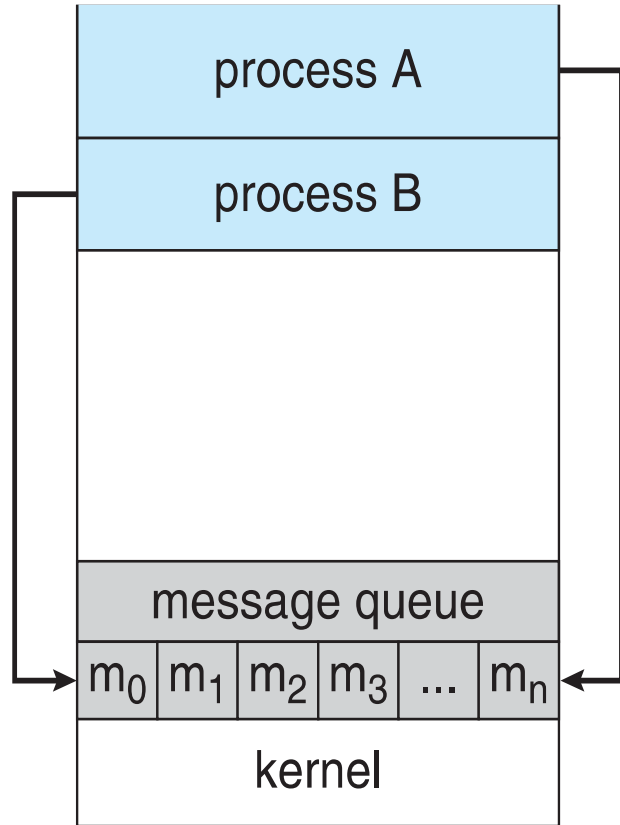 process A
process B
message queue
m₀ m₁ m₂ m₃ ... mₙ
kernel